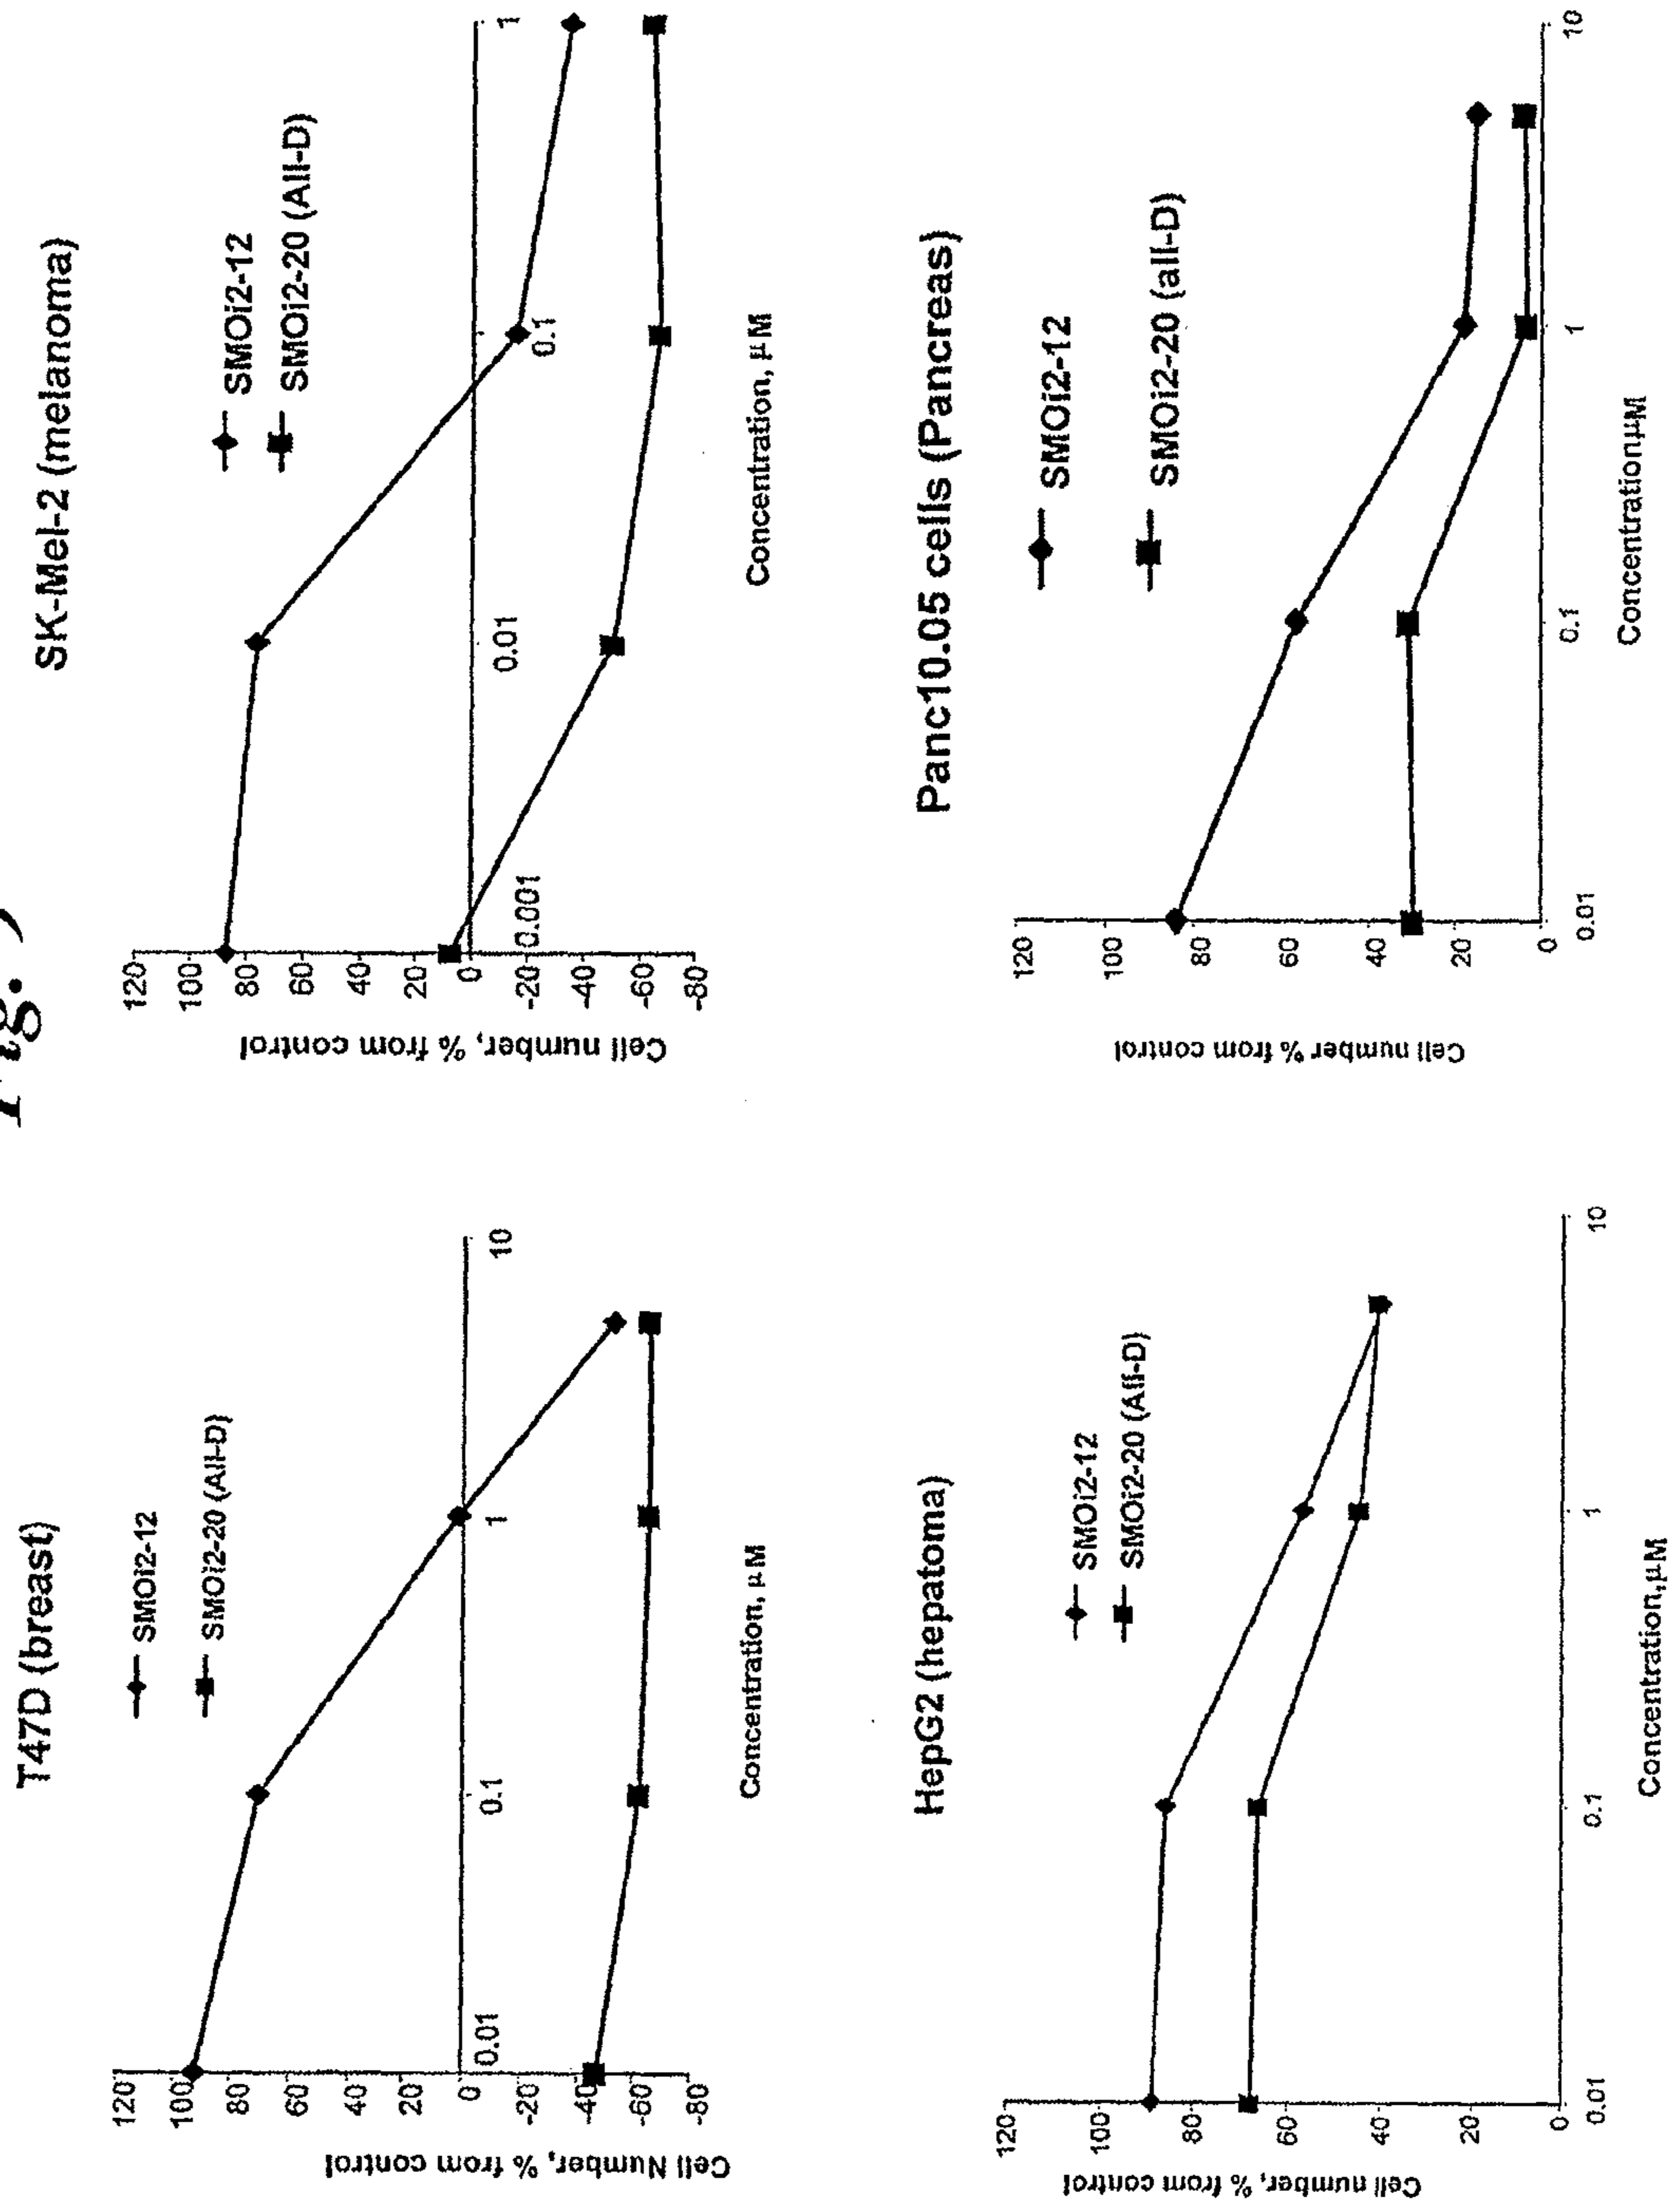 T47D (breast)
SMOi2-12
SMOi2-20 (All-D)
120
100
80
60
40
20
0
-20
-40
-60
-80
0.01
0.1
1
10
Cell Number, % from control
Concentration, µM
SK-Mel-2 (melanoma)
SMOi2-12
SMOi2-20 (All-D)
120
100
80
60
40
20
0
-20
-40
-60
-80
0.001
0.01
0.1
1
Cell number, % from control
Concentration, µM
HepG2 (hepatoma)
SMOi2-12
SMOi2-20 (All-D)
120
100
80
60
40
20
0
0.01
0.1
1
10
Cell number, % from control
Concentration,µM
Panc10.05 cells (Pancreas)
SMOi2-12
SMOi2-20 (all-D)
120
100
80
60
40
20
0
0.01
0.1
1
10
Cell number % from control
ConcentrationµM